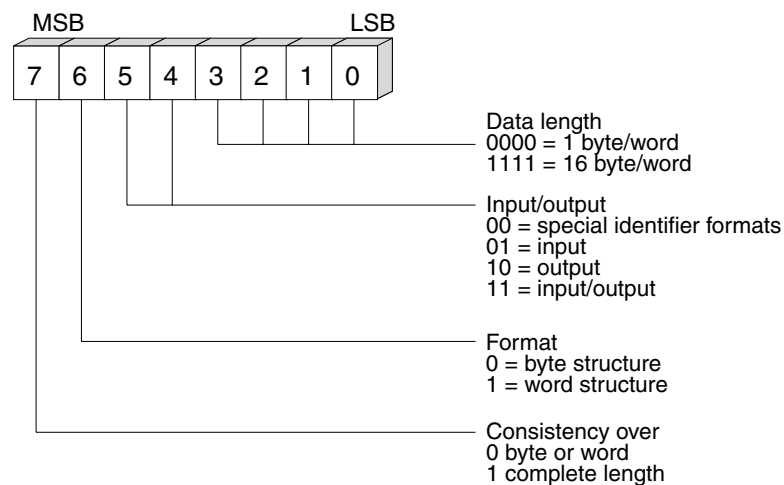 MSB LSB
7 6 5 4 3 2 1 0
Data length
0000 = 1 byte/word
1111 = 16 byte/word
Input/output
00 = special identifier formats
01 = input
10 = output
11 = input/output
Format
0 = byte structure
1 = word structure
Consistency over
0 byte or word
1 complete length